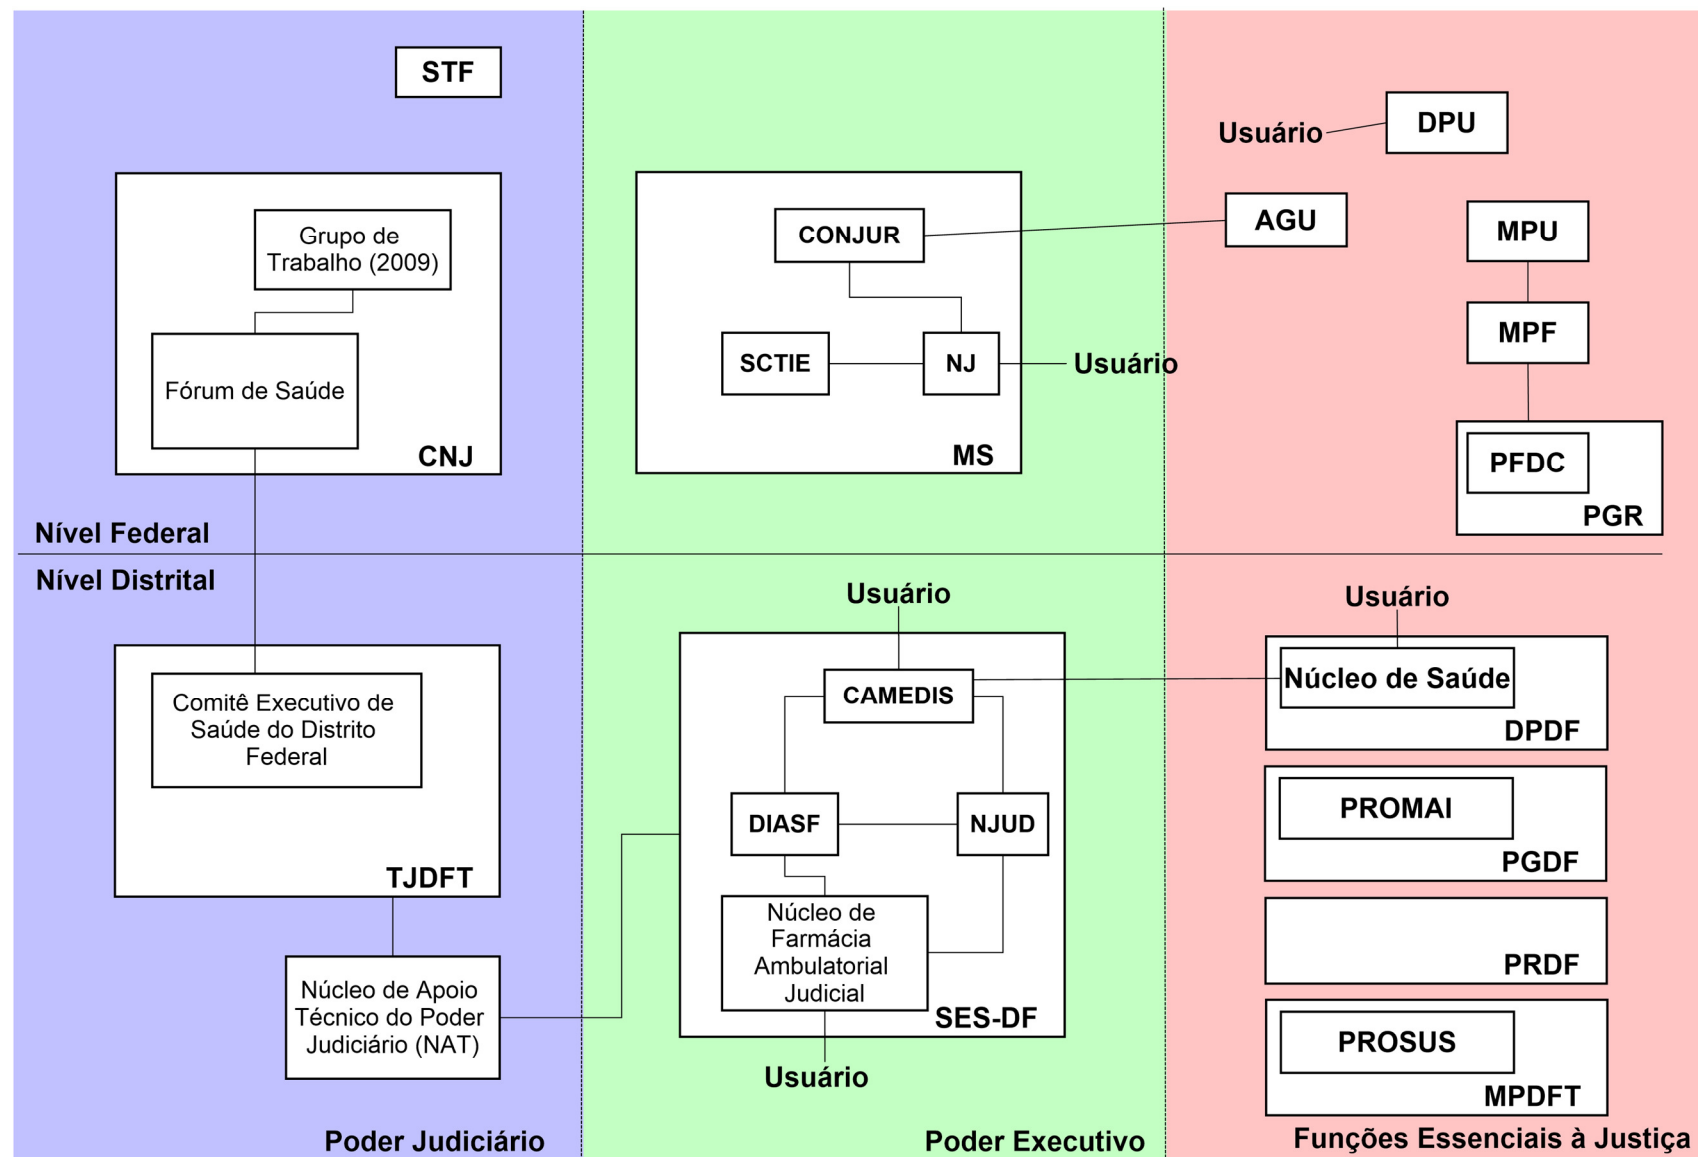 STF
Grupo de
Trabalho (2009)
Fórum de Saúde
CNJ
Nível Federal
CONJUR
SCTIE
NJ
Usuário
MS
Usuário
DPU
AGU
MPU
MPF
PFDC
PGR
Nível Distrital
Comitê Executivo de
Saúde do Distrito
Federal
TJDFT
Núcleo de Apoio
Técnico do Poder
Judiciário (NAT)
Poder Judiciário
Usuário
CAMEDIS
DIASF
NJUD
Núcleo de
Farmácia
Ambulatorial
Judicial
SES-DF
Usuário
Poder Executivo
Usuário
Núcleo de Saúde
DPDF
PROMAI
PGDF
PRDF
PROSUS
MPDFT
Funções Essenciais à Justiça